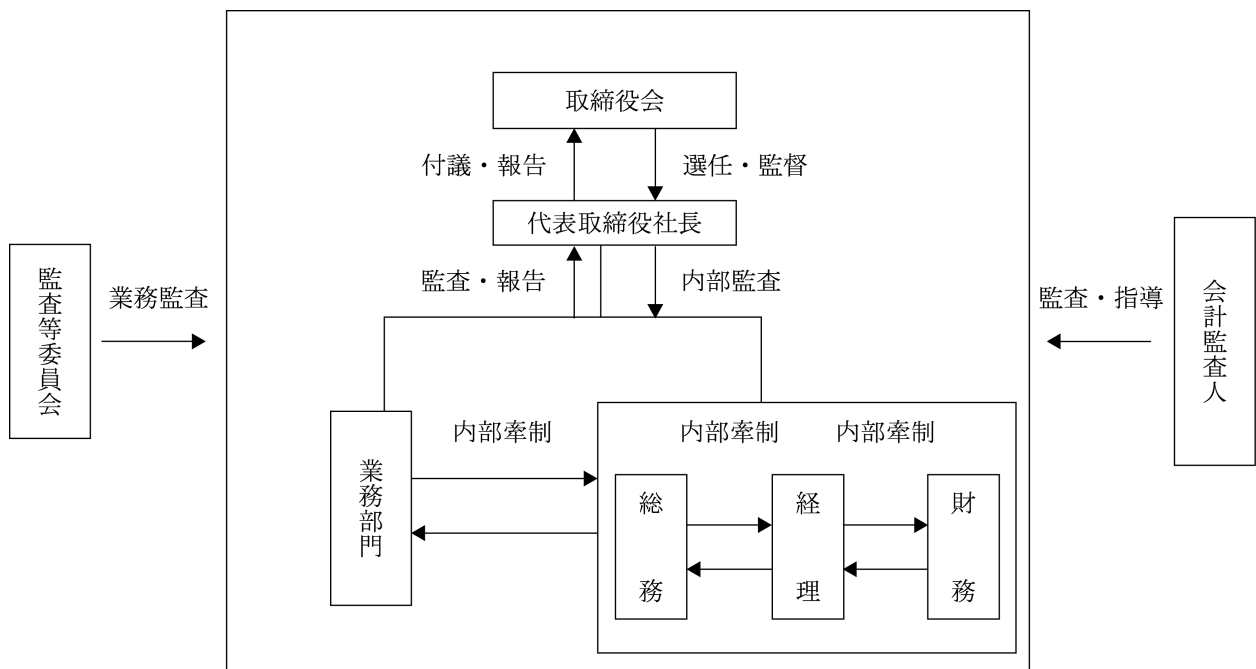 取締役会
付議・報告
選任・監督
代表取締役社長
監査・報告
内部監査
監査等委員会
業務監査
監査・指導
会計監査人
内部牽制
内部牽制
内部牽制
業務部門
総務
経理
財務